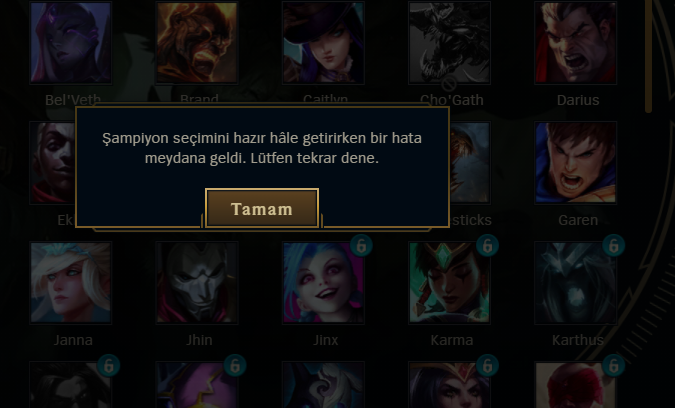 Bel'Veth
Brand
Caitlyn
Cho'Gath
Darius
Şampiyon seçimini hazır hâle getirirken bir hata
meydana geldi. Lütfen tekrar dene.
Tamam
Garen
Janna
Jhin
Jinx
Karma
Karthus